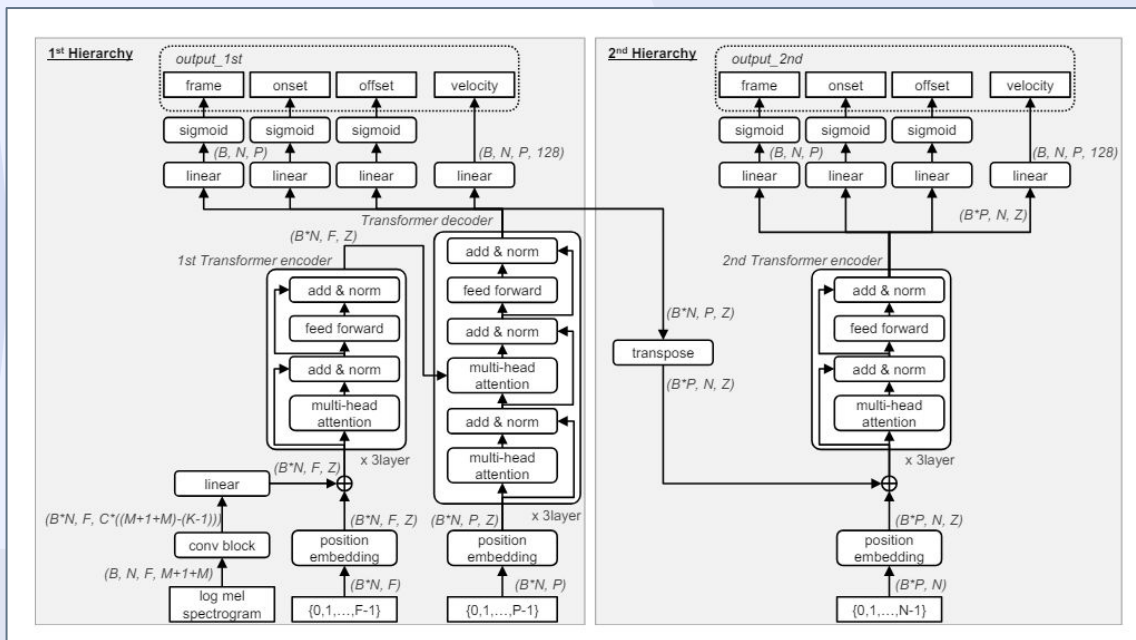 1st Hierarchy
output_1st
frame
onset
offset
velocity
sigmoid
sigmoid
sigmoid
(B, N, P)
(B, N, P, 128)
linear
linear
linear
linear
Transformer decoder
(B*N, F, Z)
1st Transformer encoder
add & norm
feed forward
add & norm
multi-head
attention
x 3layer
add & norm
feed forward
add & norm
multi-head
attention
add & norm
multi-head
attention
x 3layer
(B*N, F, Z)
linear
(B*N, F, C*((M+1+M)-(K-1)))
conv block
(B, N, F, M+1+M)
log mel
spectrogram
(B*N, F, Z)
position
embedding
(B*N, F)
{0,1,...,F-1}
(B*N, P, Z)
position
embedding
(B*N, P)
{0,1,...,P-1}
2nd Hierarchy
output_2nd
frame
onset
offset
velocity
sigmoid
sigmoid
sigmoid
(B, N, P)
(B, N, P, 128)
linear
linear
linear
linear
(B*P, N, Z)
2nd Transformer encoder
add & norm
feed forward
add & norm
multi-head
attention
x 3layer
(B*N, P, Z)
transpose
(B*P, N, Z)
(B*P, N, Z)
position
embedding
(B*P, N)
{0,1,...,N-1}